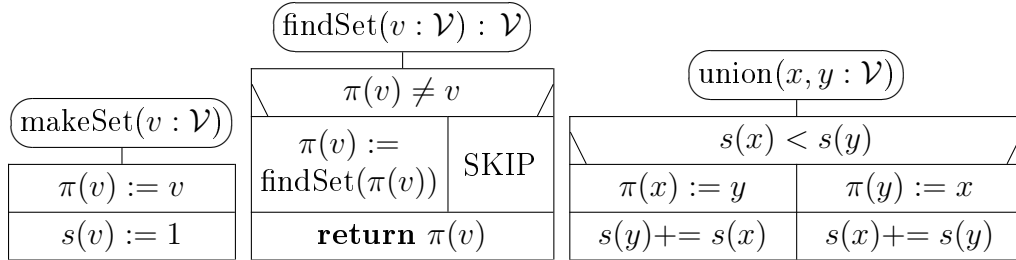 makeSet(v : 𝒱)
π(v) := v
s(v) := 1
findSet(v : 𝒱) : 𝒱
π(v) ≠ v
π(v) :=
findSet(π(v))
SKIP
return π(v)
union(x, y : 𝒱)
s(x) < s(y)
π(x) := y
π(y) := x
s(y)+= s(x)
s(x)+= s(y)